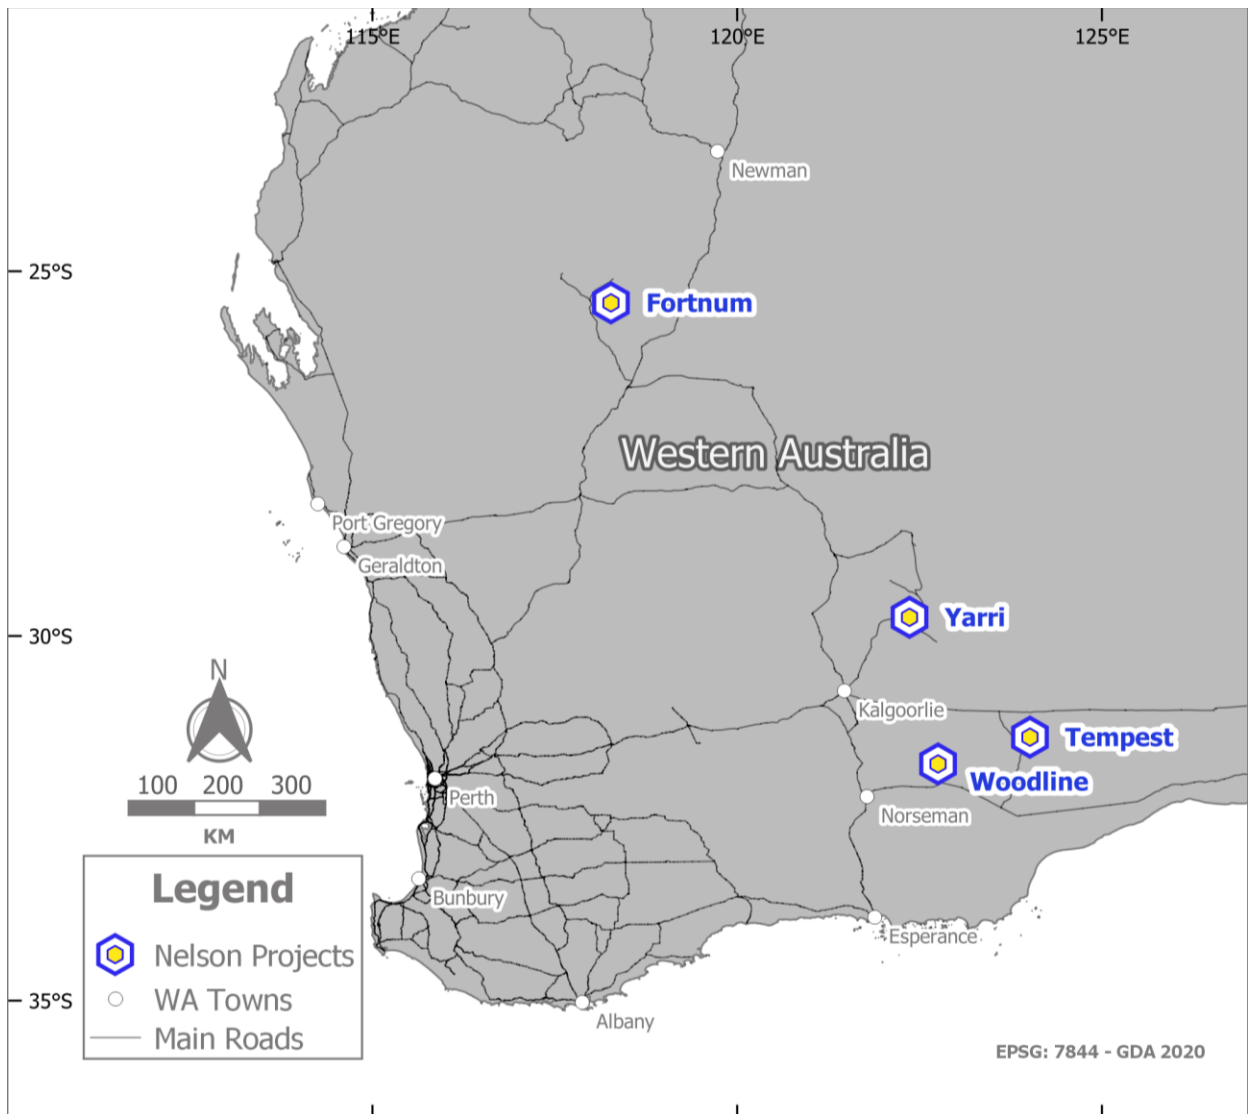 115°E 120°E 125°E
Newman
25°S
Fortnum
Western Australia
Port Gregory
Geraldton
Yarri
30°S
N
Kalgoorlie
Tempest
Woodline
100 200 300
KM
Perth
Norseman
Legend
Nelson Projects
WA Towns
Main Roads
Bunbury
Esperance
35°S
Albany
EPSG: 7844 - GDA 2020